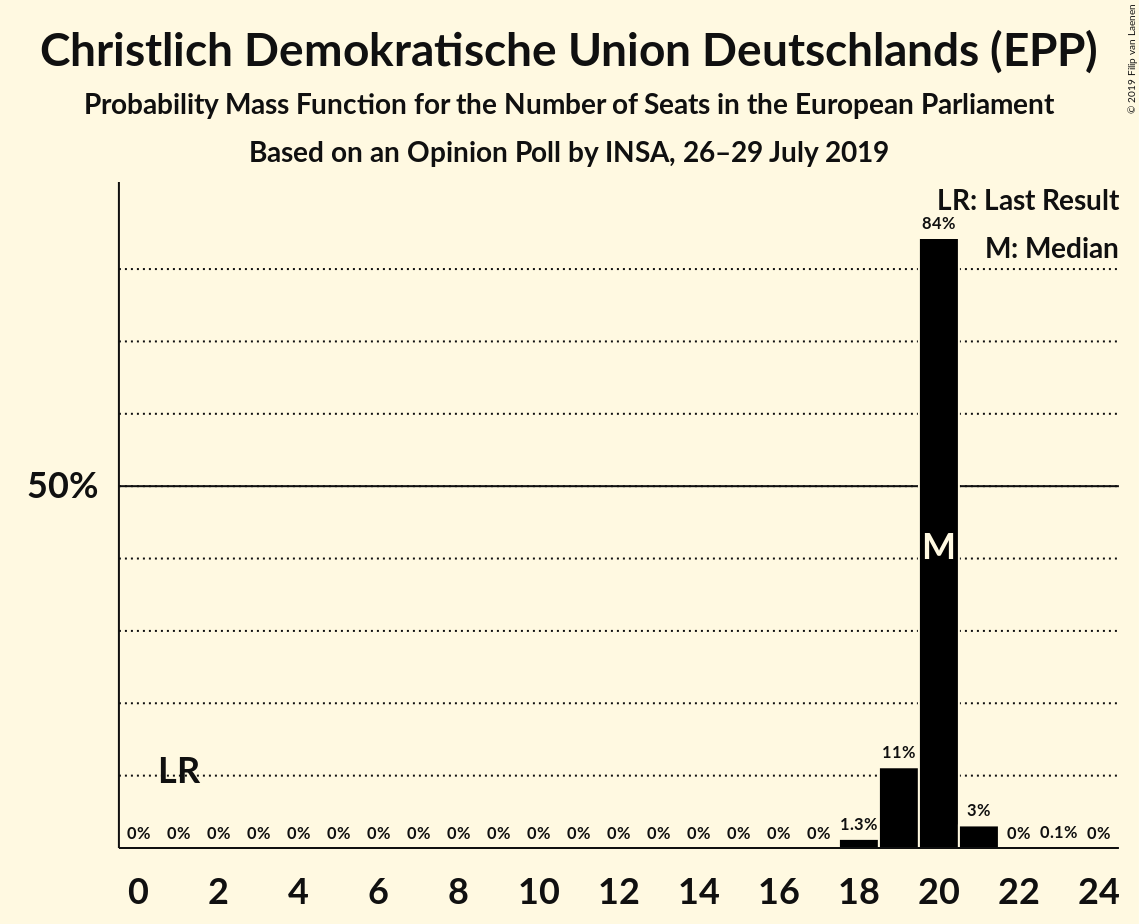 Christlich Demokratische Union Deutschlands (EPP)
Probability Mass Function for the Number of Seats in the European Parliament
Based on an Opinion Poll by INSA, 26–29 July 2019
© 2019 Filip van Laenen
LR: Last Result
84%
M: Median
50%
M
LR
11%
3%
1.3%
0% 0% 0% 0% 0% 0% 0% 0% 0% 0% 0% 0% 0% 0% 0% 0% 0% 0% 0% 0.1% 0%
0 2 4 6 8 10 12 14 16 18 20 22 24